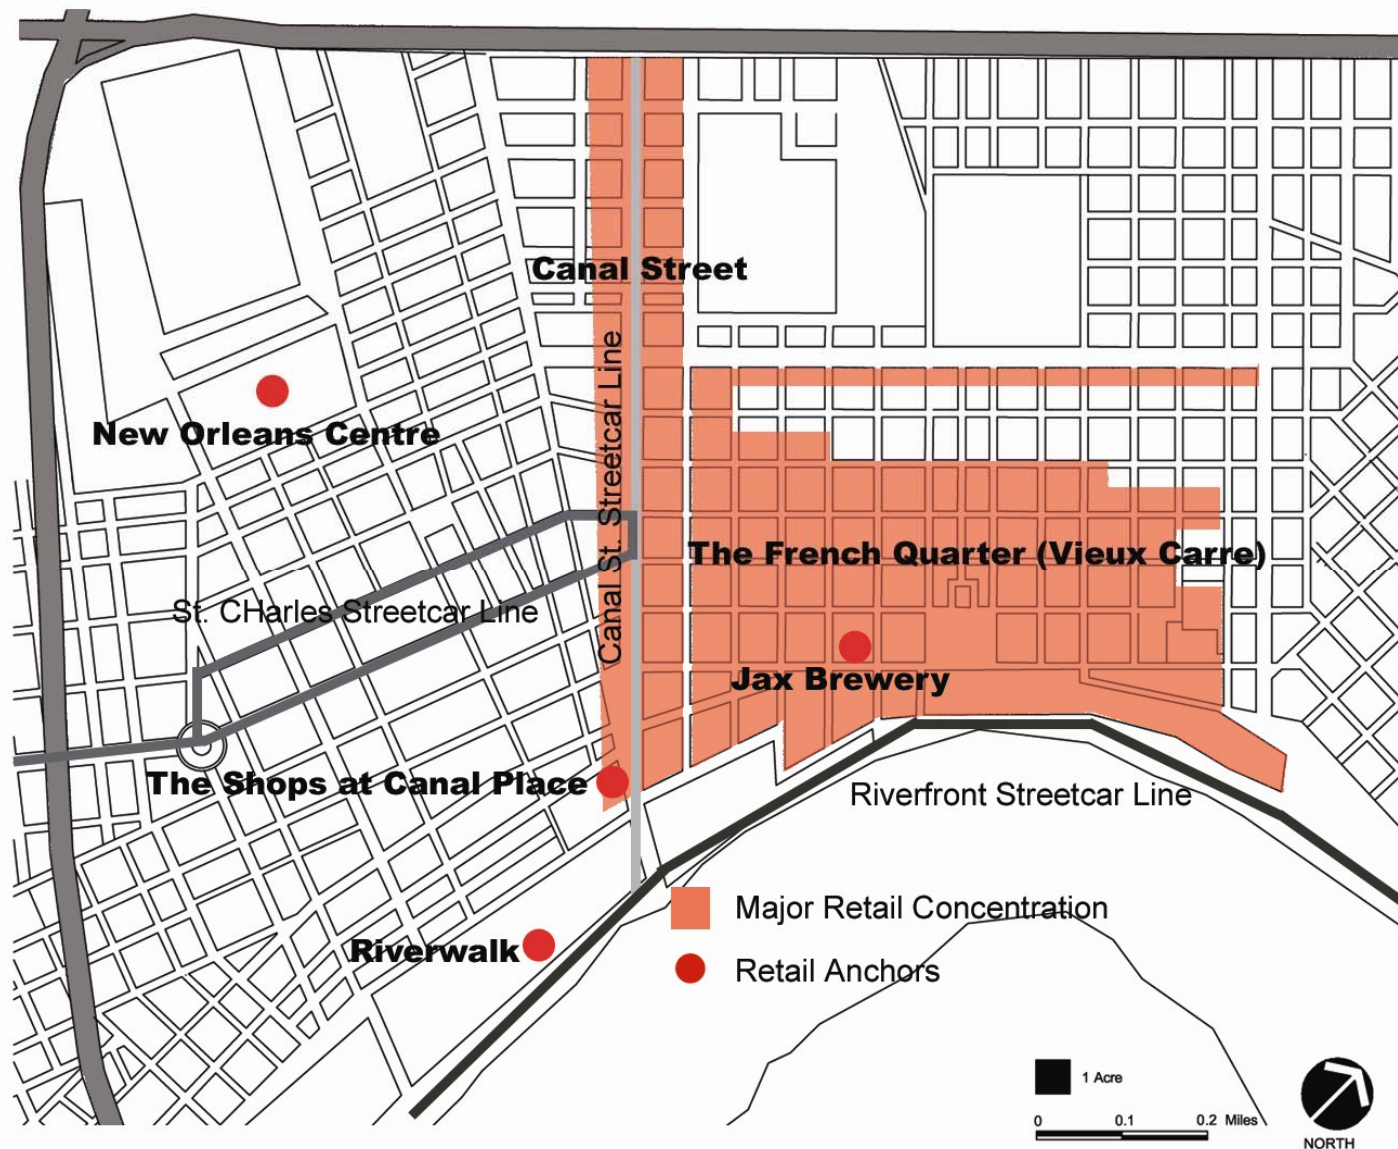 Canal Street
Canal St. Streetcar Line
New Orleans Centre
The French Quarter (Vieux Carre)
St. CHarles Streetcar Line
Jax Brewery
The Shops at Canal Place
Riverfront Streetcar Line
Major Retail Concentration
Riverwalk
Retail Anchors
1 Acre
0 0.1 0.2 Miles
NORTH